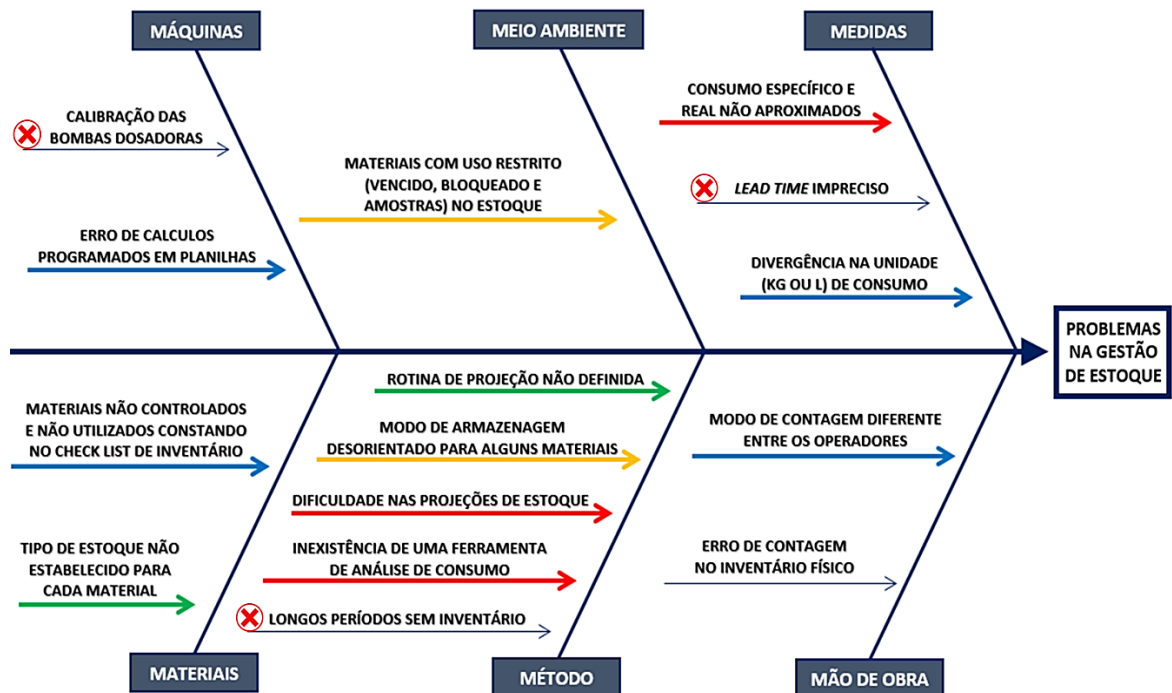 MÁQUINAS
MEIO AMBIENTE
MEDIDAS
CALIBRAÇÃO DAS
BOMBAS DOSADORAS
ERRO DE CALCULOS
PROGRAMADOS EM PLANILHAS
MATERIAIS COM USO RESTRITO
(VENCIDO, BLOQUEADO E
AMOSTRAS) NO ESTOQUE
CONSUMO ESPECÍFICO E
REAL NÃO APROXIMADOS
LEAD TIME IMPRECISO
DIVERGÊNCIA NA UNIDADE
(KG OU L) DE CONSUMO
PROBLEMAS
NA GESTÃO
DE ESTOQUE
MATERIAIS NÃO CONTROLADOS
E NÃO UTILIZADOS CONSTANDO
NO CHECK LIST DE INVENTÁRIO
TIPO DE ESTOQUE NÃO
ESTABELECIDO PARA
CADA MATERIAL
ROTINA DE PROJEÇÃO NÃO DEFINIDA
MODO DE ARMAZENAGEM
DESORIENTADO PARA ALGUNS MATERIAIS
DIFICULDADE NAS PROJEÇÕES DE ESTOQUE
INEXISTÊNCIA DE UMA FERRAMENTA
DE ANÁLISE DE CONSUMO
LONGOS PERÍODOS SEM INVENTÁRIO
MODO DE CONTAGEM DIFERENTE
ENTRE OS OPERADORES
ERRO DE CONTAGEM
NO INVENTÁRIO FÍSICO
MATERIAIS
MÉTODO
MÃO DE OBRA